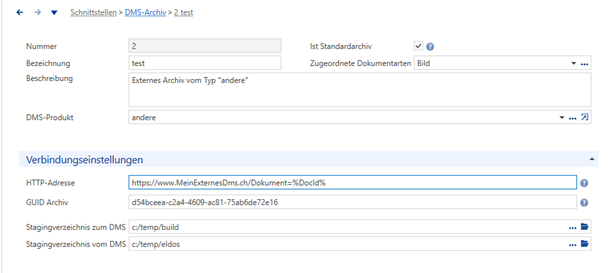 Schnittstellen > DMS-Archiv > 2 test
Nummer 2 Ist Standardarchiv
Bezeichnung test Zugeordnete Dokumentarten Bild
Beschreibung Externes Archiv vom Typ "andere"
DMS-Produkt andere
Verbindungseinstellungen
HTTP-Adresse https://www.MeinExternesDms.ch/Dokument=%DocId%
GUID Archiv d54bceea-c2a4-4609-ac81-75ab6de72e16
Stagingverzeichnis zum DMS c:/temp/build
Stagingverzeichnis vom DMS c:/temp/eldos